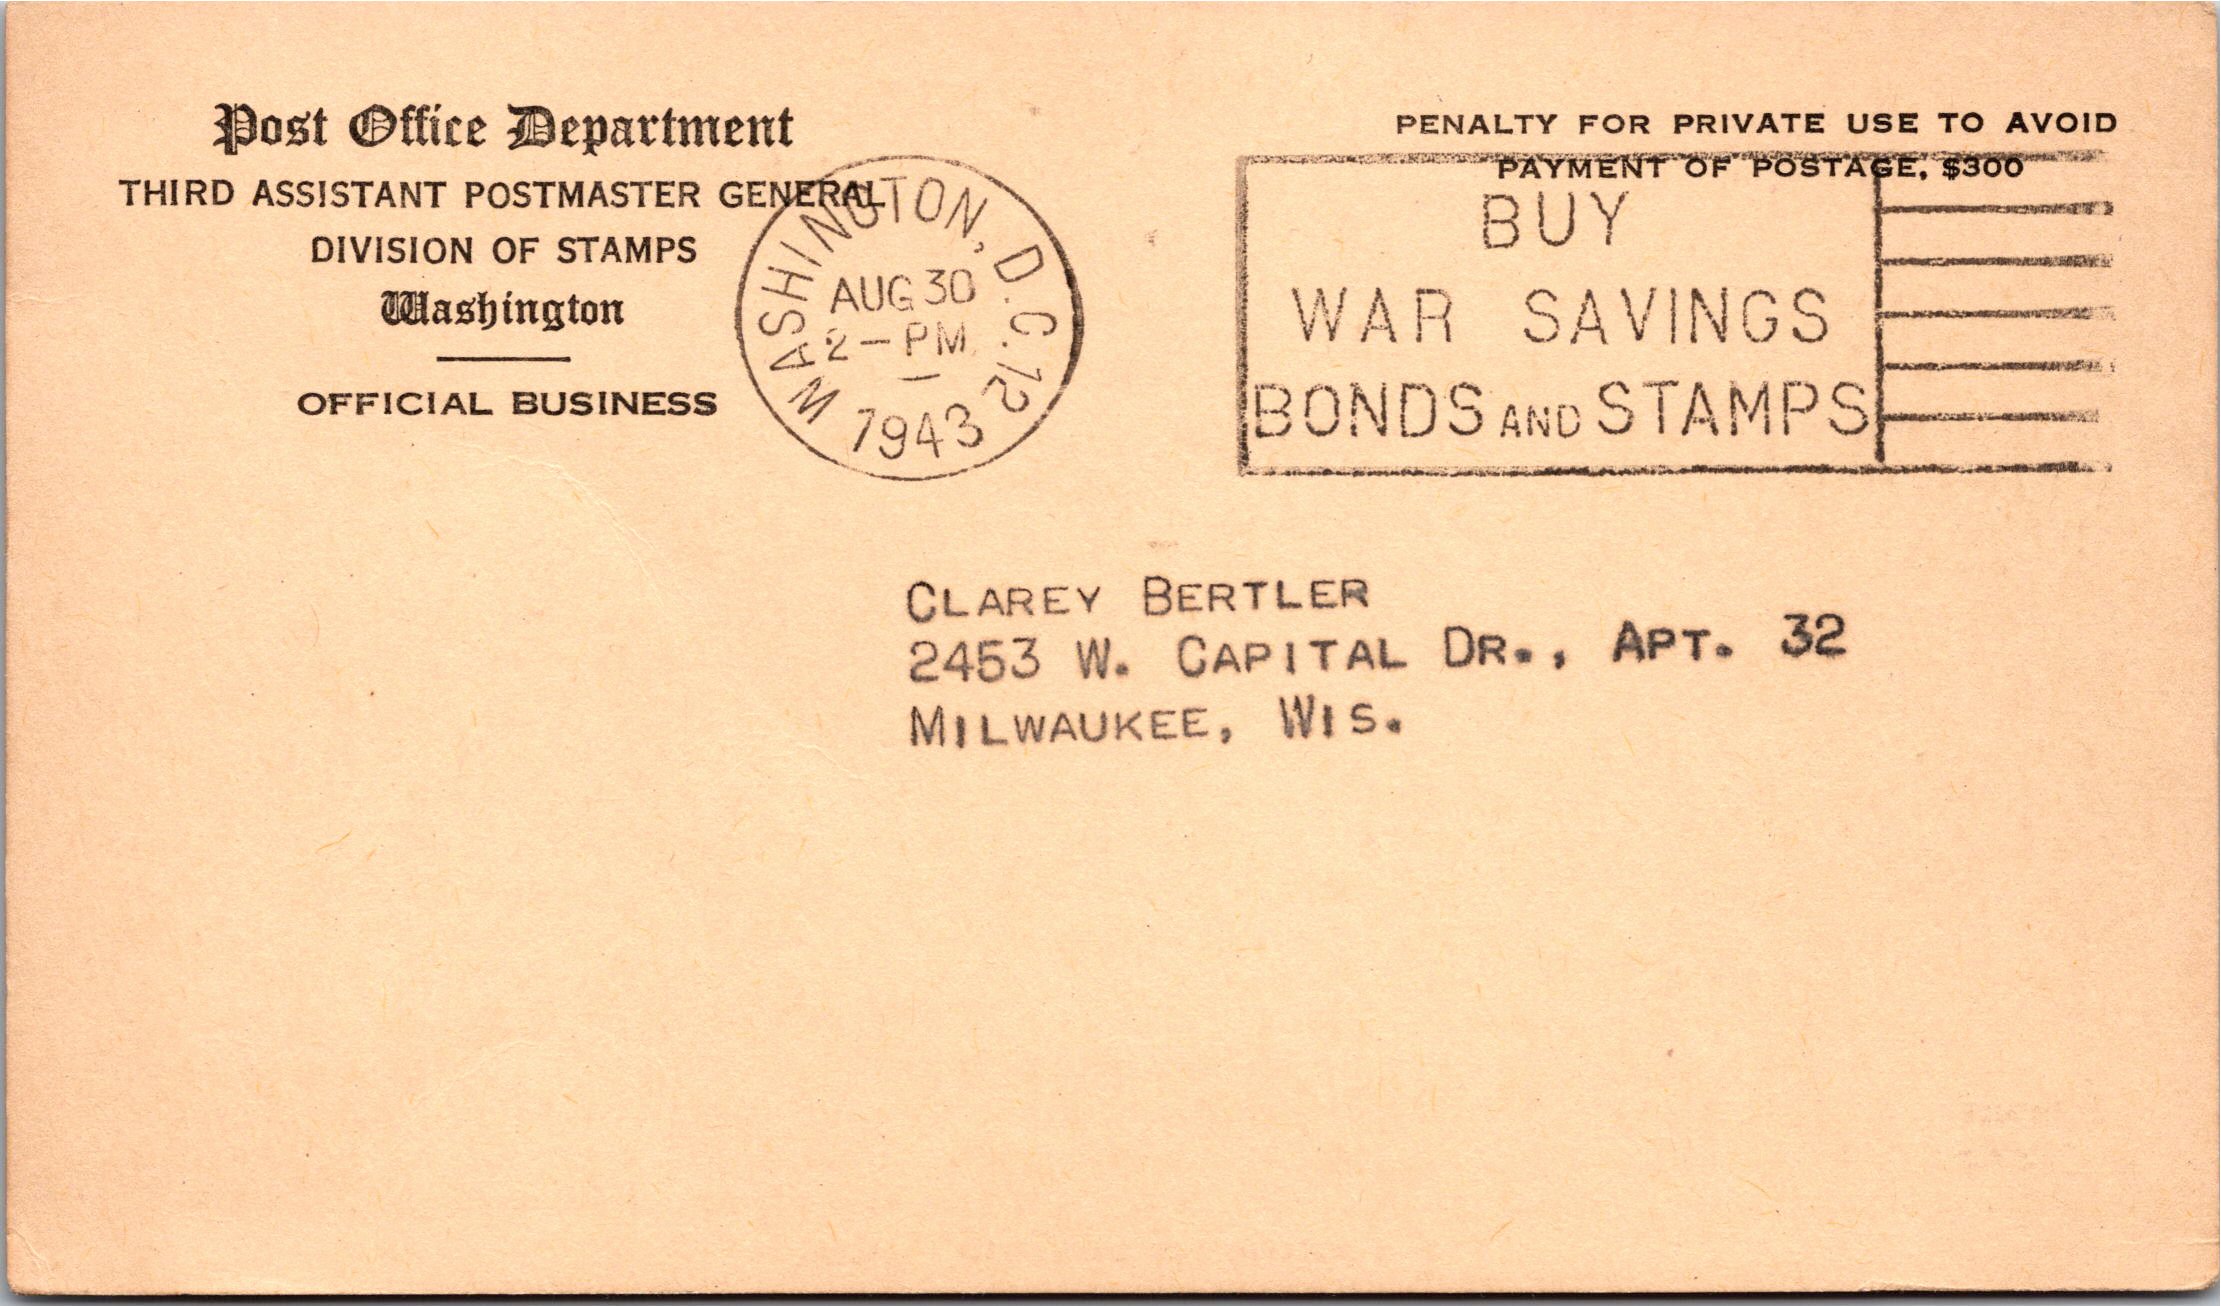 Post Office Department
THIRD ASSISTANT POSTMASTER GENERAL
DIVISION OF STAMPS
Washington
OFFICIAL BUSINESS
WASHINGTON, D.C. 12
AUG 30
2 - PM
1943
PENALTY FOR PRIVATE USE TO AVOID
PAYMENT OF POSTAGE, $300
BUY
WAR SAVINGS
BONDS AND STAMPS
CLAREY BERTLER
2453 W. CAPITAL DR., APT. 32
MILWAUKEE, WIS.